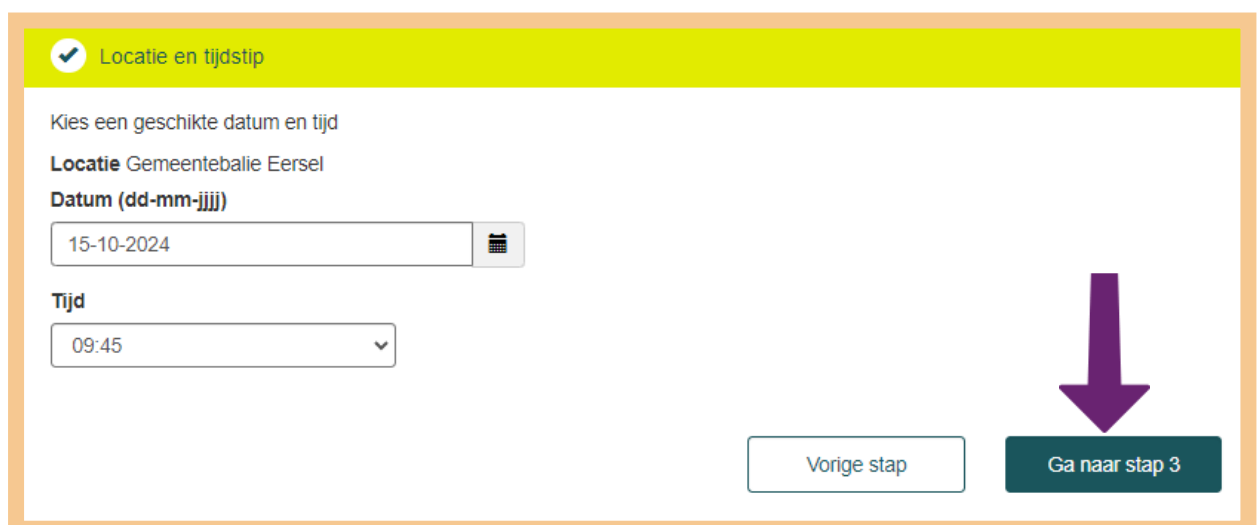 Locatie en tijdstip
Kies een geschikte datum en tijd
Locatie Gemeentebalie Eersel
Datum (dd-mm-jjjj)
15-10-2024
Tijd
09:45
Vorige stap
Ga naar stap 3